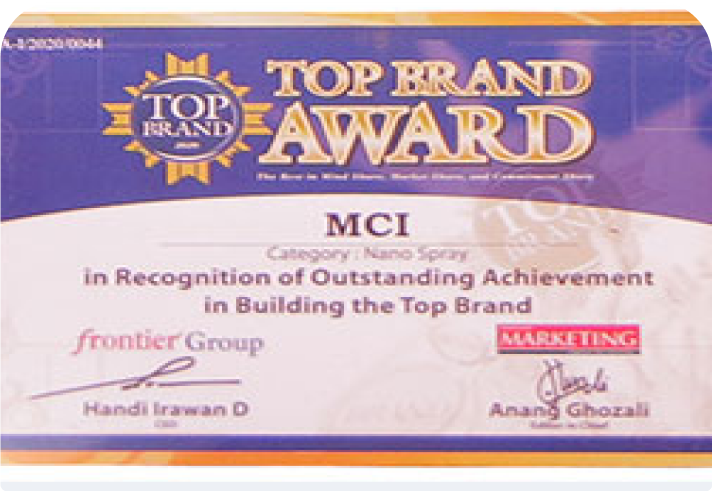 A-1/2020/0044
TOP BRAND
AWARD
TOP
BRAND
2020
The Best in Mind Share, Market Share, and Commitment Share
TOP
BRAND
MCI
Category : Nano Spray
in Recognition of Outstanding Achievement
in Building the Top Brand
frontier Group
MARKETING
Handi Irawan D
CEO
Anang Ghozali
Editor in Chief